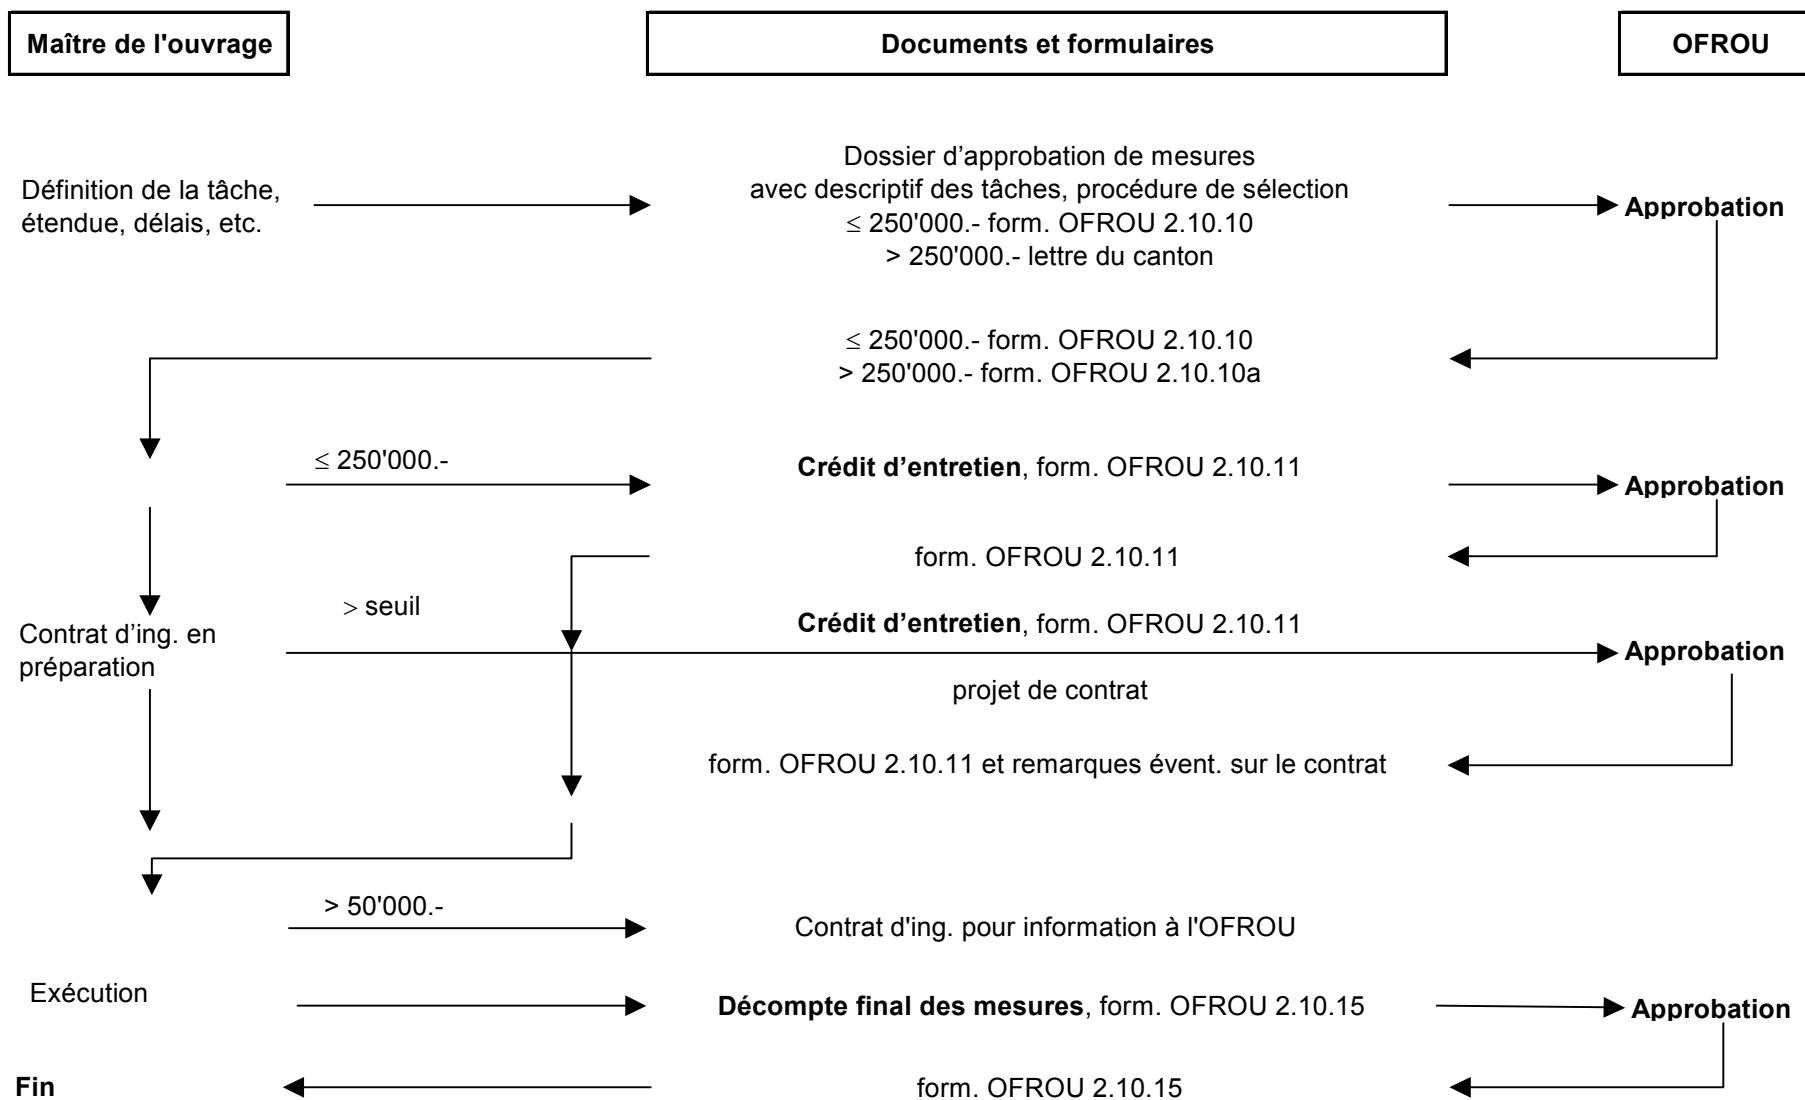 Maître de l'ouvrage
Documents et formulaires
OFROU
Définition de la tâche,
étendue, délais, etc.
Dossier d’approbation de mesures
avec descriptif des tâches, procédure de sélection
≤ 250'000.- form. OFROU 2.10.10
> 250'000.- lettre du canton
Approbation
≤ 250'000.- form. OFROU 2.10.10
> 250'000.- form. OFROU 2.10.10a
≤ 250'000.-
Crédit d’entretien, form. OFROU 2.10.11
Approbation
form. OFROU 2.10.11
> seuil
Crédit d’entretien, form. OFROU 2.10.11
Contrat d’ing. en
préparation
Approbation
projet de contrat
form. OFROU 2.10.11 et remarques évent. sur le contrat
> 50'000.-
Contrat d'ing. pour information à l'OFROU
Exécution
Décompte final des mesures, form. OFROU 2.10.15
Approbation
Fin
form. OFROU 2.10.15